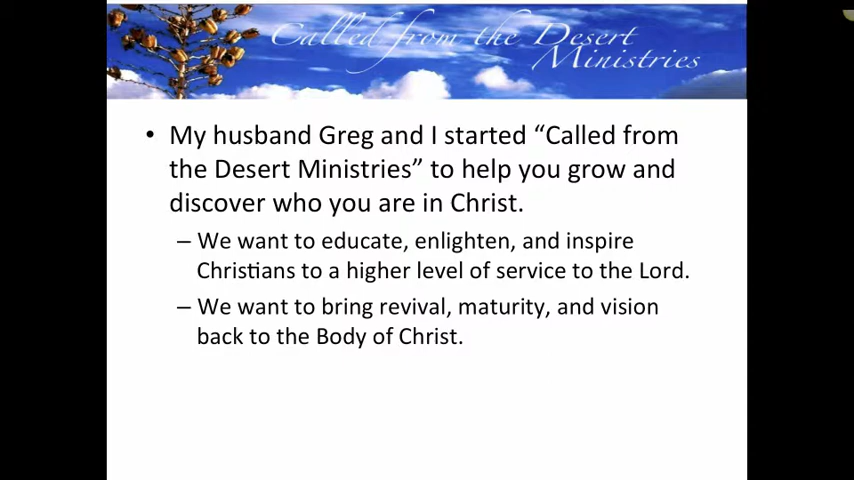 Called from the Desert
Ministries
• My husband Greg and I started “Called from
the Desert Ministries” to help you grow and
discover who you are in Christ.
– We want to educate, enlighten, and inspire
Christians to a higher level of service to the Lord.
– We want to bring revival, maturity, and vision
back to the Body of Christ.